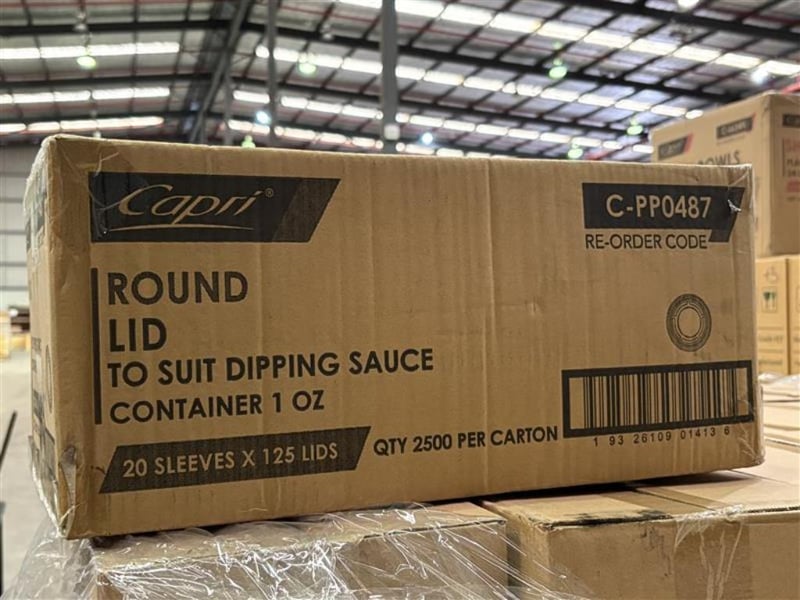 Capri®
C-PP0487
RE-ORDER CODE
ROUND
LID
TO SUIT DIPPING SAUCE
CONTAINER 1 OZ
20 SLEEVES X 125 LIDS
QTY 2500 PER CARTON
1 93 26109 01413 6